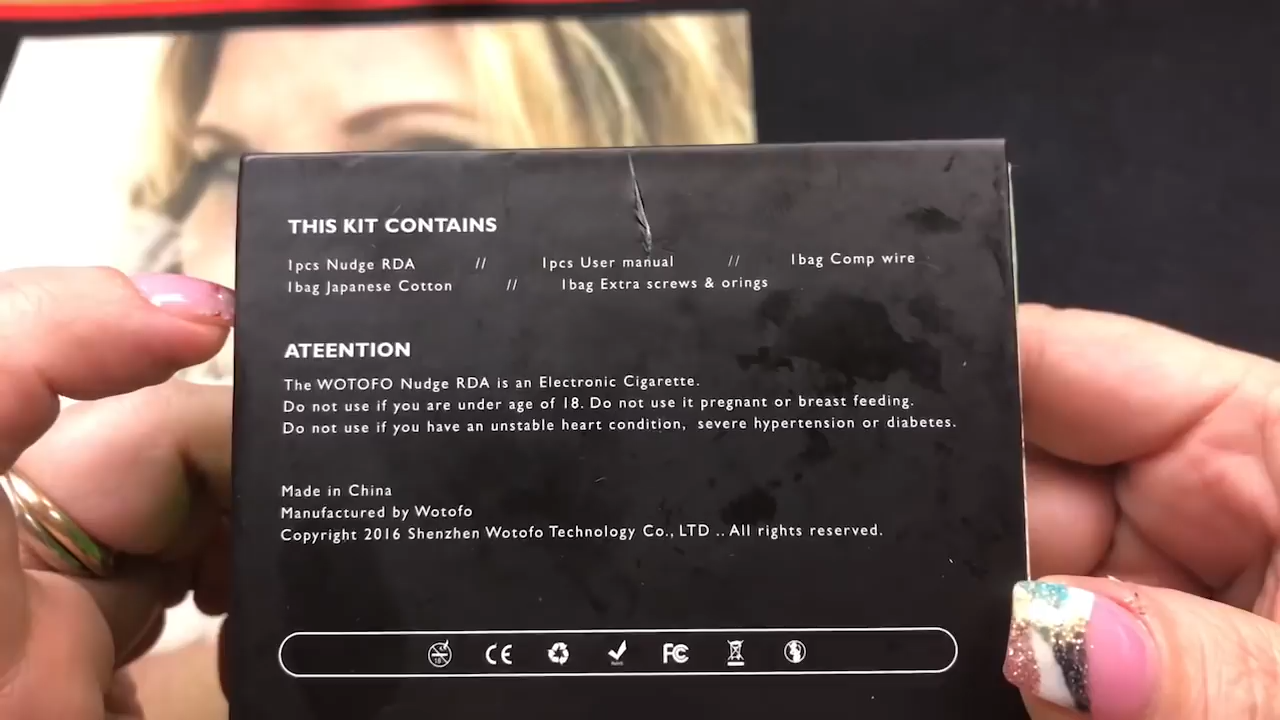 THIS KIT CONTAINS
1pcs Nudge RDA // 1pcs User manual // 1bag Comp wire
1bag Japanese Cotton // 1bag Extra screws & orings
ATEENTION
The WOTOFO Nudge RDA is an Electronic Cigarette.
Do not use if you are under age of 18. Do not use it pregnant or breast feeding.
Do not use if you have an unstable heart condition, severe hypertension or diabetes.
Made in China
Manufactured by Wotofo
Copyright 2016 Shenzhen Wotofo Technology Co., LTD .. All rights reserved.
CE FC